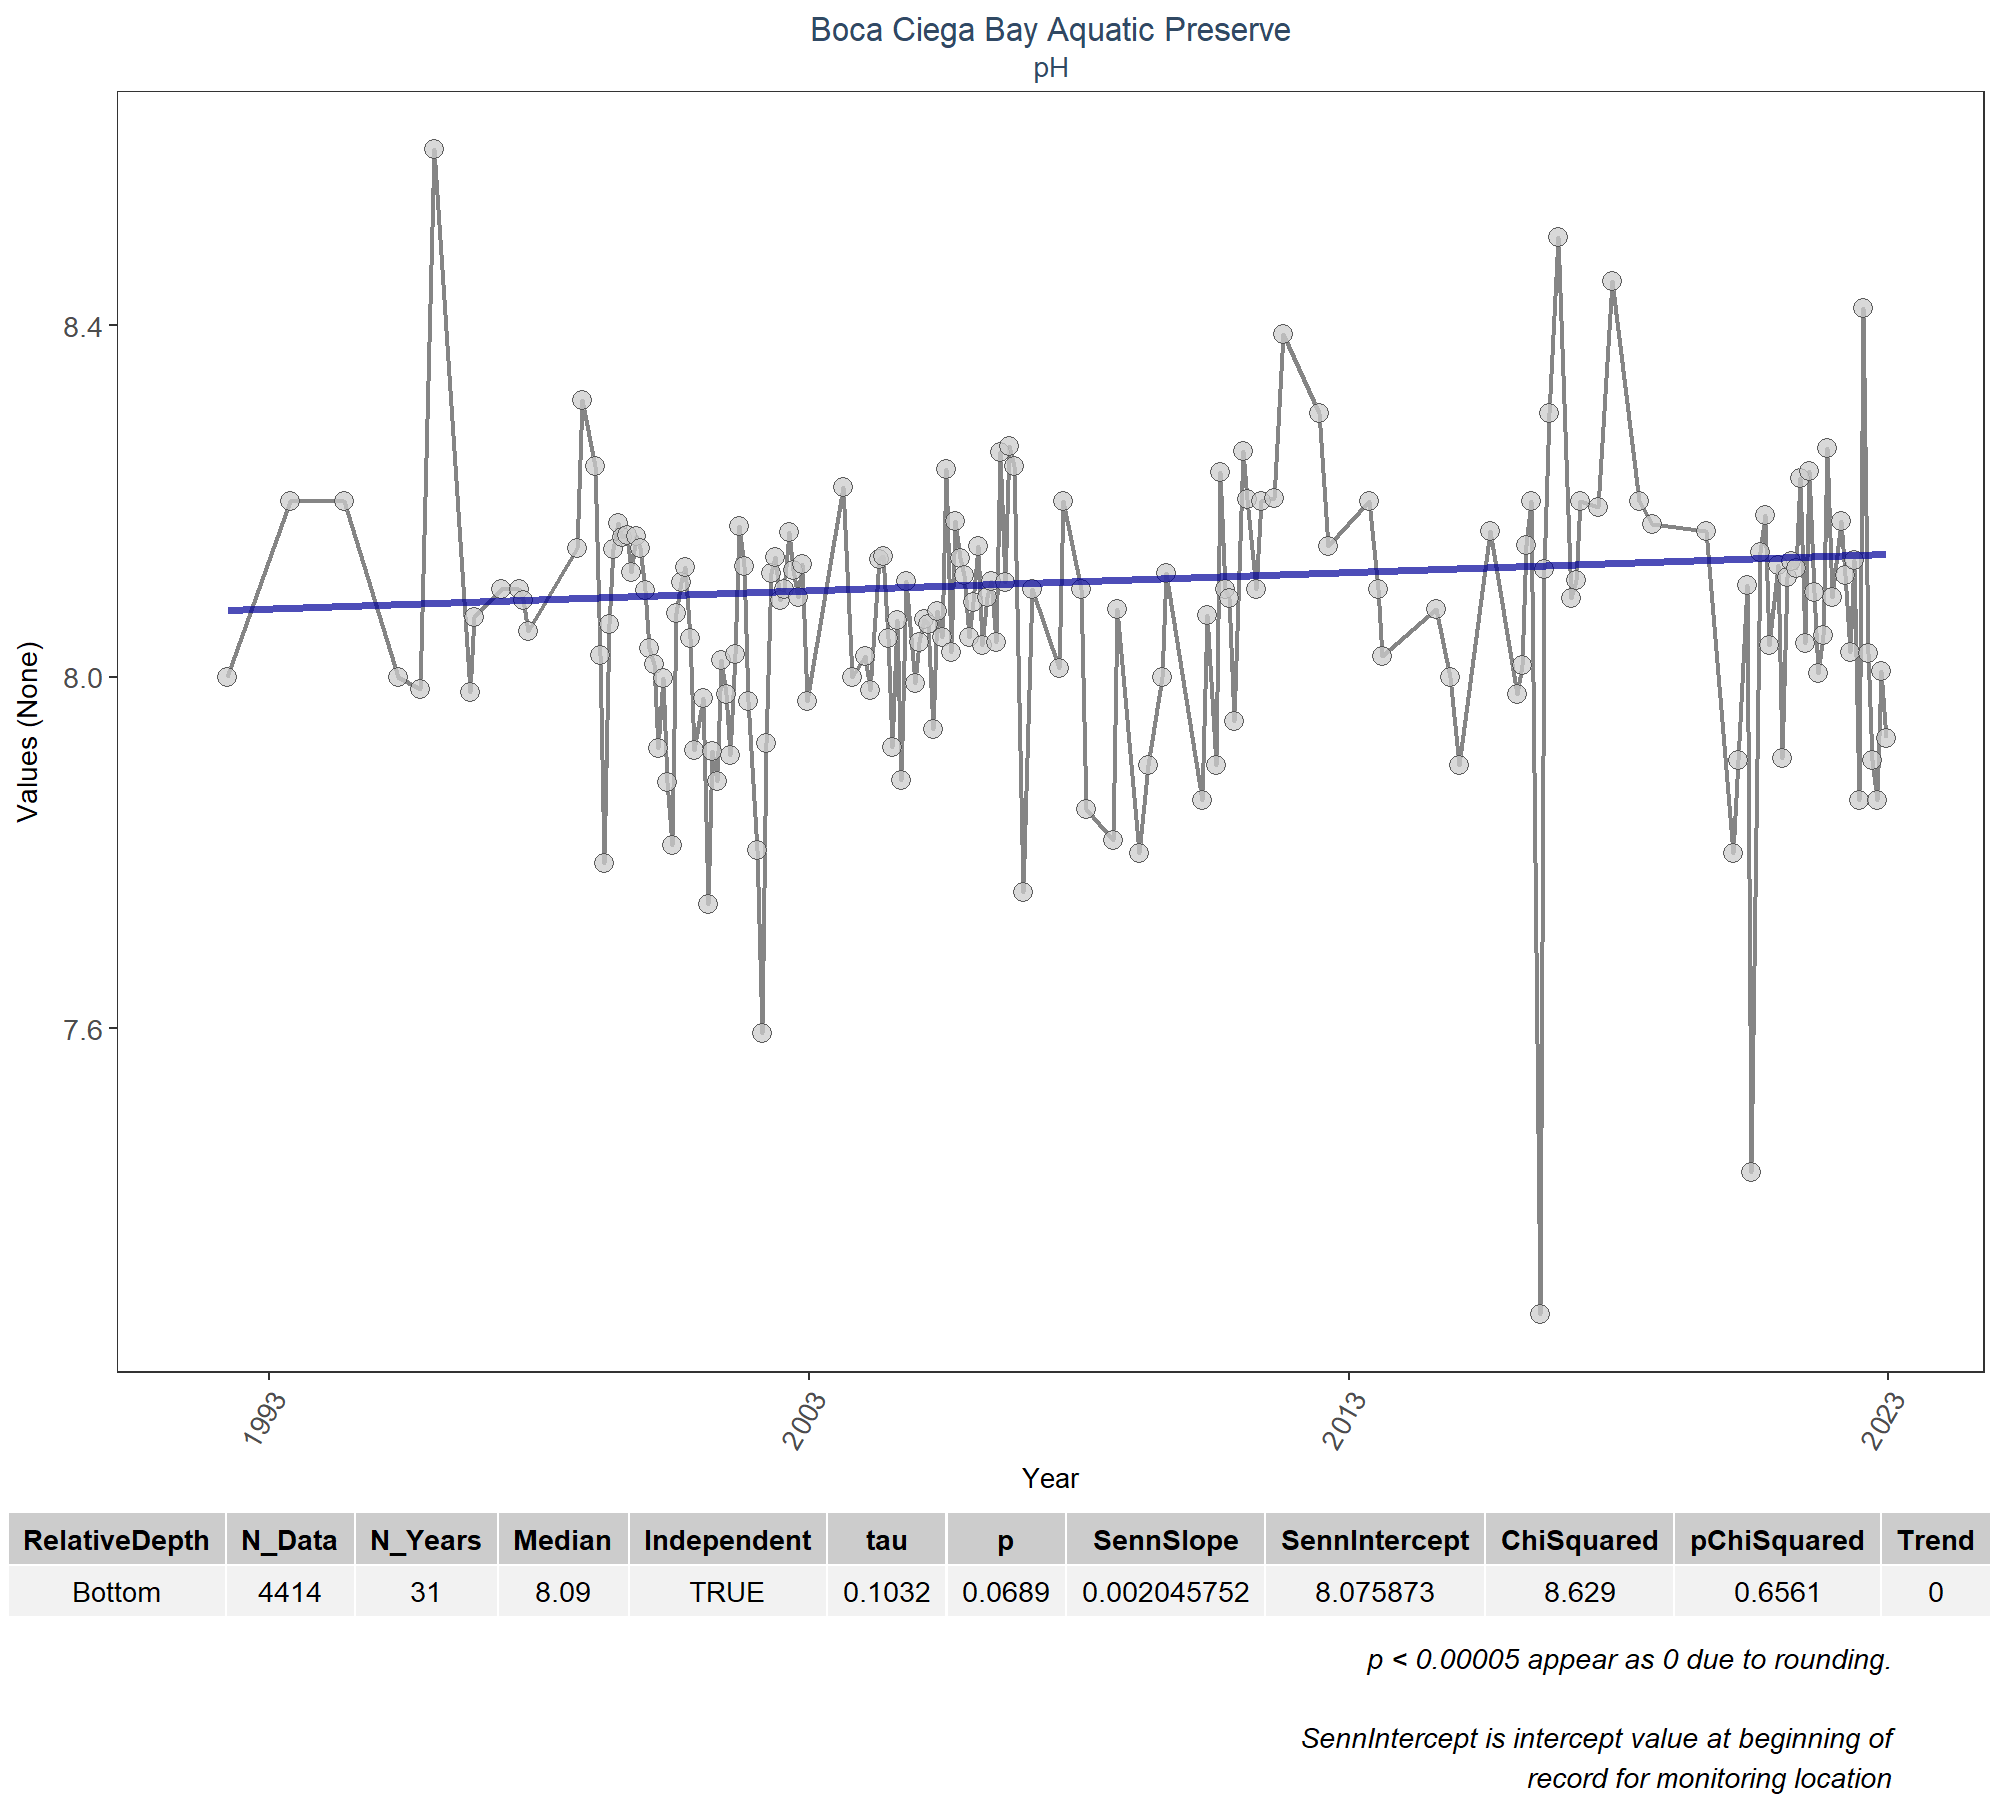 Boca Ciega Bay Aquatic Preserve
pH
8.4
8.0
7.6
Values (None)
1993
2003
2013
2023
Year
RelativeDepth N_Data N_Years Median Independent tau p SennSlope SennIntercept ChiSquared pChiSquared Trend
Bottom 4414 31 8.09 TRUE 0.1032 0.0689 0.002045752 8.075873 8.629 0.6561 0
p < 0.00005 appear as 0 due to rounding.
SennIntercept is intercept value at beginning of
record for monitoring location